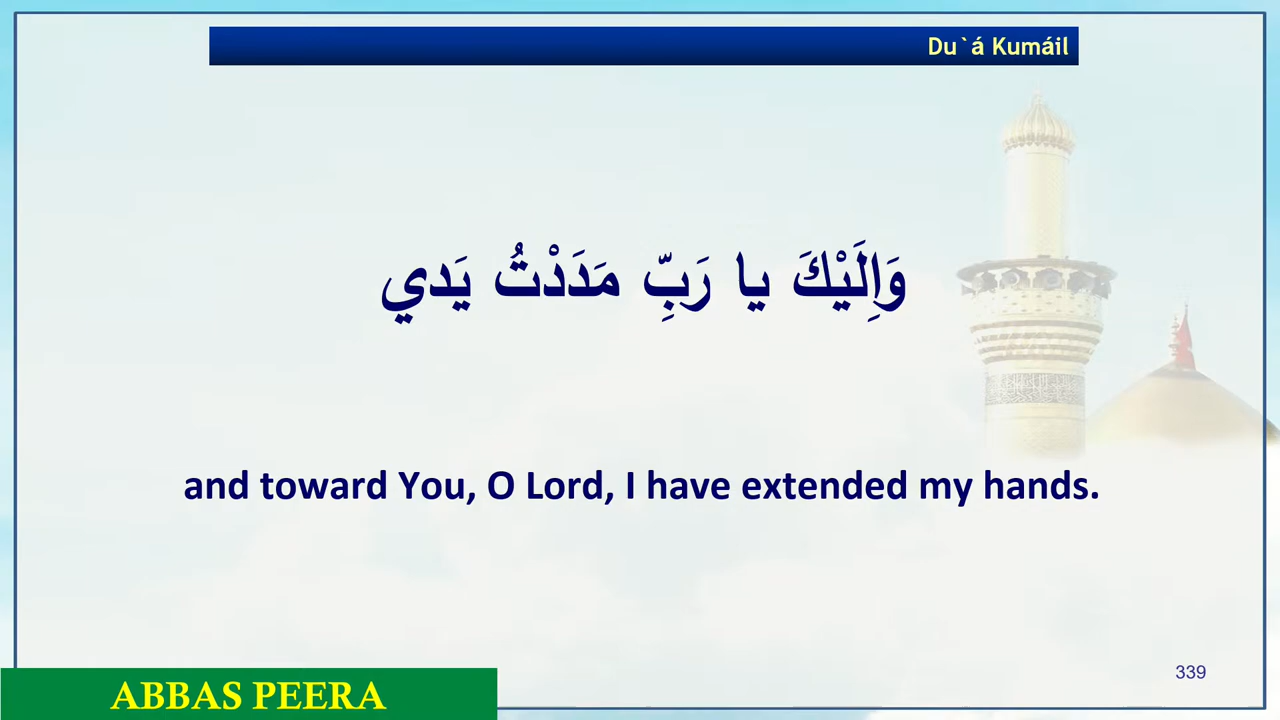 Du`á Kumáil
وَاِلَيْكَ يا رَبِّ مَدَدْتُ يَدي
and toward You, O Lord, I have extended my hands.
339
ABBAS PEERA